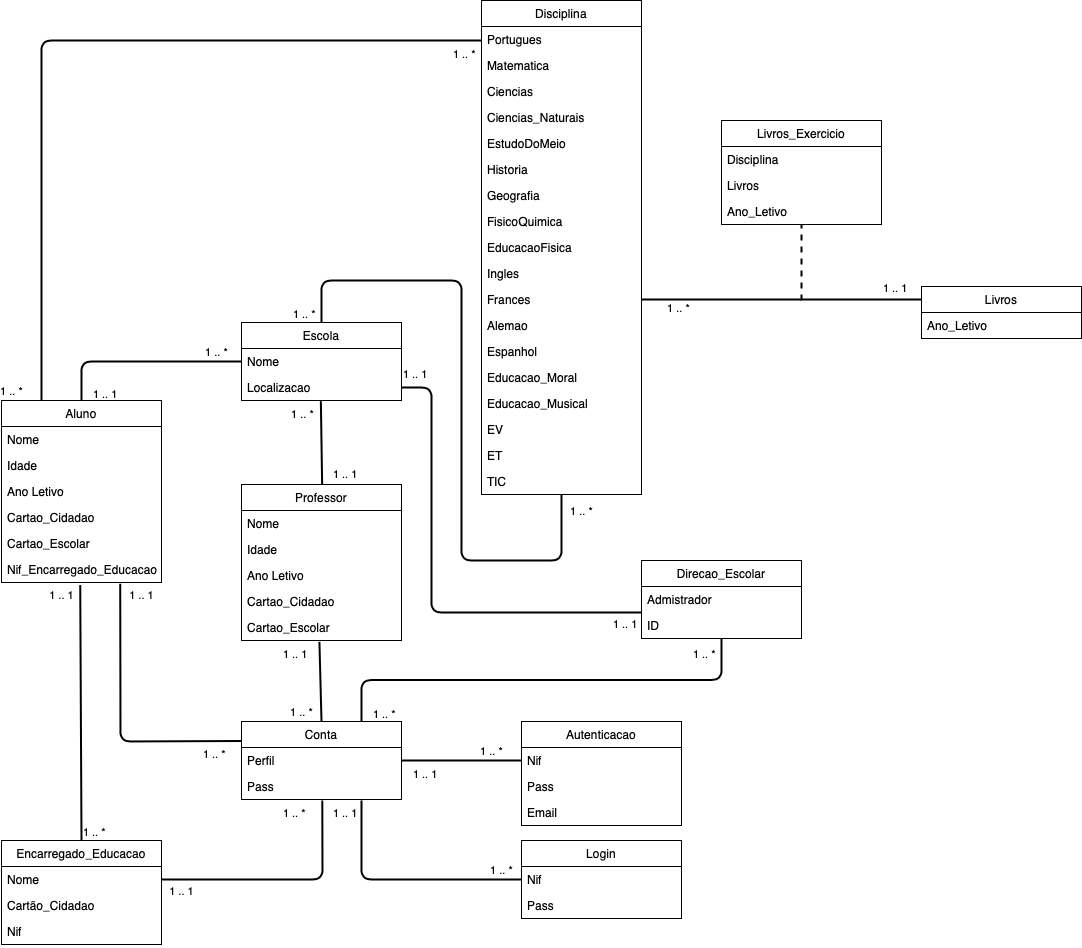 Disciplina
Portugues
Matematica
Ciencias
Ciencias_Naturais
EstudoDoMeio
Historia
Geografia
FisicoQuimica
EducacaoFisica
Ingles
Frances
Alemao
Espanhol
Educacao_Moral
Educacao_Musical
EV
ET
TIC
1 .. *
1 .. *
1 .. *
Livros_Exercicio
Disciplina
Livros
Ano_Letivo
1 .. 1
Livros
Ano_Letivo
1 .. *
1 .. *
Escola
Nome
Localizacao
1 .. 1
1 .. *
1 .. *
1 .. 1
Aluno
Nome
Idade
Ano Letivo
Cartao_Cidadao
Cartao_Escolar
Nif_Encarregado_Educacao
1 .. 1
1 .. 1
1 .. 1
Professor
Nome
Idade
Ano Letivo
Cartao_Cidadao
Cartao_Escolar
1 .. 1
Direcao_Escolar
Admistrador
ID
1 .. 1
1 .. *
1 .. *
1 .. *
1 .. *
Conta
Perfil
Pass
1 .. *
1 .. 1
1 .. *
1 .. 1
Autenticacao
Nif
Pass
Email
1 .. *
Login
Nif
Pass
1 .. *
Encarregado_Educacao
Nome
Cartão_Cidadao
Nif
1 .. 1